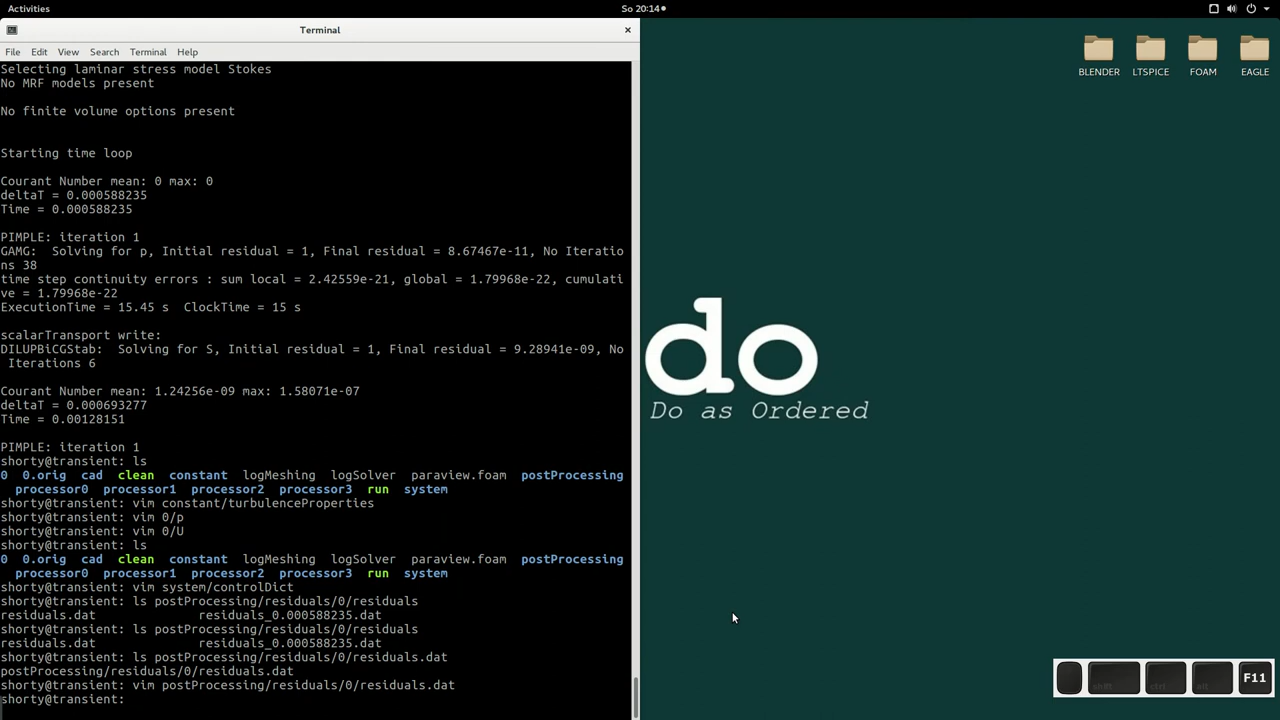 Activities
So 20:14
Terminal
File Edit View Search Terminal Help
Selecting laminar stress model Stokes
No MRF models present
No finite volume options present
Starting time loop
Courant Number mean: 0 max: 0
deltaT = 0.000588235
Time = 0.000588235
PIMPLE: iteration 1
GAMG:  Solving for p, Initial residual = 1, Final residual = 8.67467e-11, No Iteratio
ns 38
time step continuity errors : sum local = 2.42559e-21, global = 1.79968e-22, cumulati
ve = 1.79968e-22
ExecutionTime = 15.45 s  ClockTime = 15 s
scalarTransport write:
DILUPBiCGStab:  Solving for S, Initial residual = 1, Final residual = 9.28941e-09, No
 Iterations 6
Courant Number mean: 1.24256e-09 max: 1.58071e-07
deltaT = 0.000693277
Time = 0.00128151
PIMPLE: iteration 1
shorty@transient: ls
0  0.orig  cad  clean  constant  logMeshing  logSolver  paraview.foam  postProcessing
processor0  processor1  processor2  processor3  run  system
shorty@transient: vim constant/turbulenceProperties
shorty@transient: vim 0/p
shorty@transient: vim 0/U
shorty@transient: ls
0  0.orig  cad  clean  constant  logMeshing  logSolver  paraview.foam  postProcessing
processor0  processor1  processor2  processor3  run  system
shorty@transient: vim system/controlDict
shorty@transient: ls postProcessing/residuals/0/residuals
residuals.dat             residuals_0.000588235.dat
shorty@transient: ls postProcessing/residuals/0/residuals
residuals.dat             residuals_0.000588235.dat
shorty@transient: ls postProcessing/residuals/0/residuals.dat
postProcessing/residuals/0/residuals.dat
shorty@transient: vim postProcessing/residuals/0/residuals.dat
shorty@transient:
BLENDER LTSPICE FOAM EAGLE
do
Do as Ordered
shift ctrl alt F11